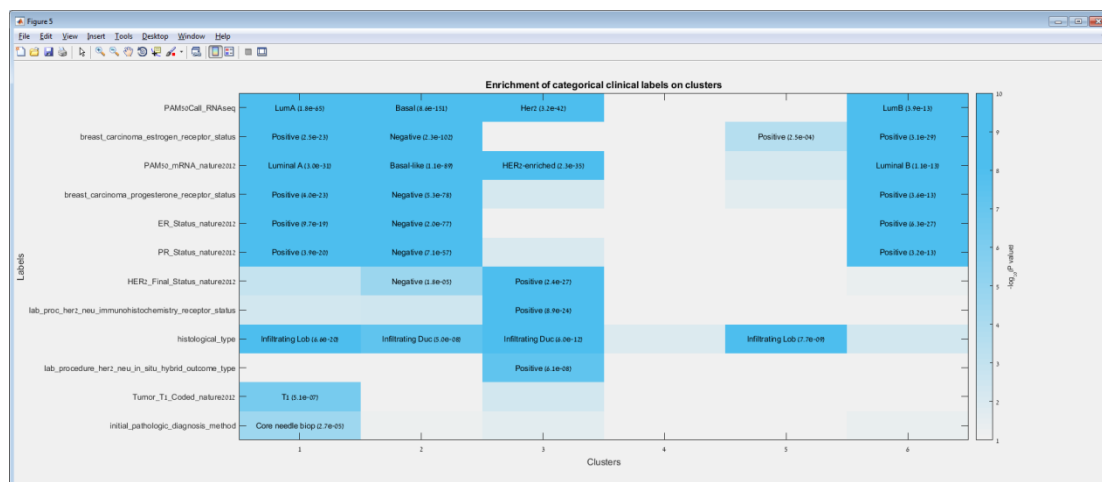 Figure 5
File Edit View Insert Tools Desktop Window Help
Enrichment of categorical clinical labels on clusters
PAM50Call_RNAseq LumA (1.8e-65) Basal (8.6e-151) Her2 (3.2e-42) LumB (3.9e-13)
breast_carcinoma_estrogen_receptor_status Positive (2.5e-23) Negative (2.3e-102) Positive (2.5e-04) Positive (3.1e-29)
PAM50_mRNA_nature2012 Luminal A (3.0e-31) Basal-like (1.1e-89) HER2-enriched (2.3e-35) Luminal B (1.1e-13)
breast_carcinoma_progesterone_receptor_status Positive (4.0e-23) Negative (5.3e-78) Positive (3.6e-13)
ER_Status_nature2012 Positive (9.7e-19) Negative (2.0e-77) Positive (6.3e-27)
PR_Status_nature2012 Positive (3.9e-20) Negative (7.1e-57) Positive (3.2e-13)
HER2_Final_Status_nature2012 Negative (1.8e-05) Positive (2.4e-27)
lab_proc_her2_neu_immunohistochemistry_receptor_status Positive (8.9e-24)
histological_type Infiltrating Lob (6.6e-20) Infiltrating Duc (5.0e-08) Infiltrating Duc (6.0e-12) Infiltrating Lob (7.7e-09)
lab_procedure_her2_neu_in_situ_hybrid_outcome_type Positive (6.1e-08)
Tumor_T1_Coded_nature2012 T1 (5.1e-07)
initial_pathologic_diagnosis_method Core needle biop (2.7e-05)
1 2 3 4 5 6
Clusters
Labels
10
9
8
7
6
5
4
3
2
1
-log10(P value)